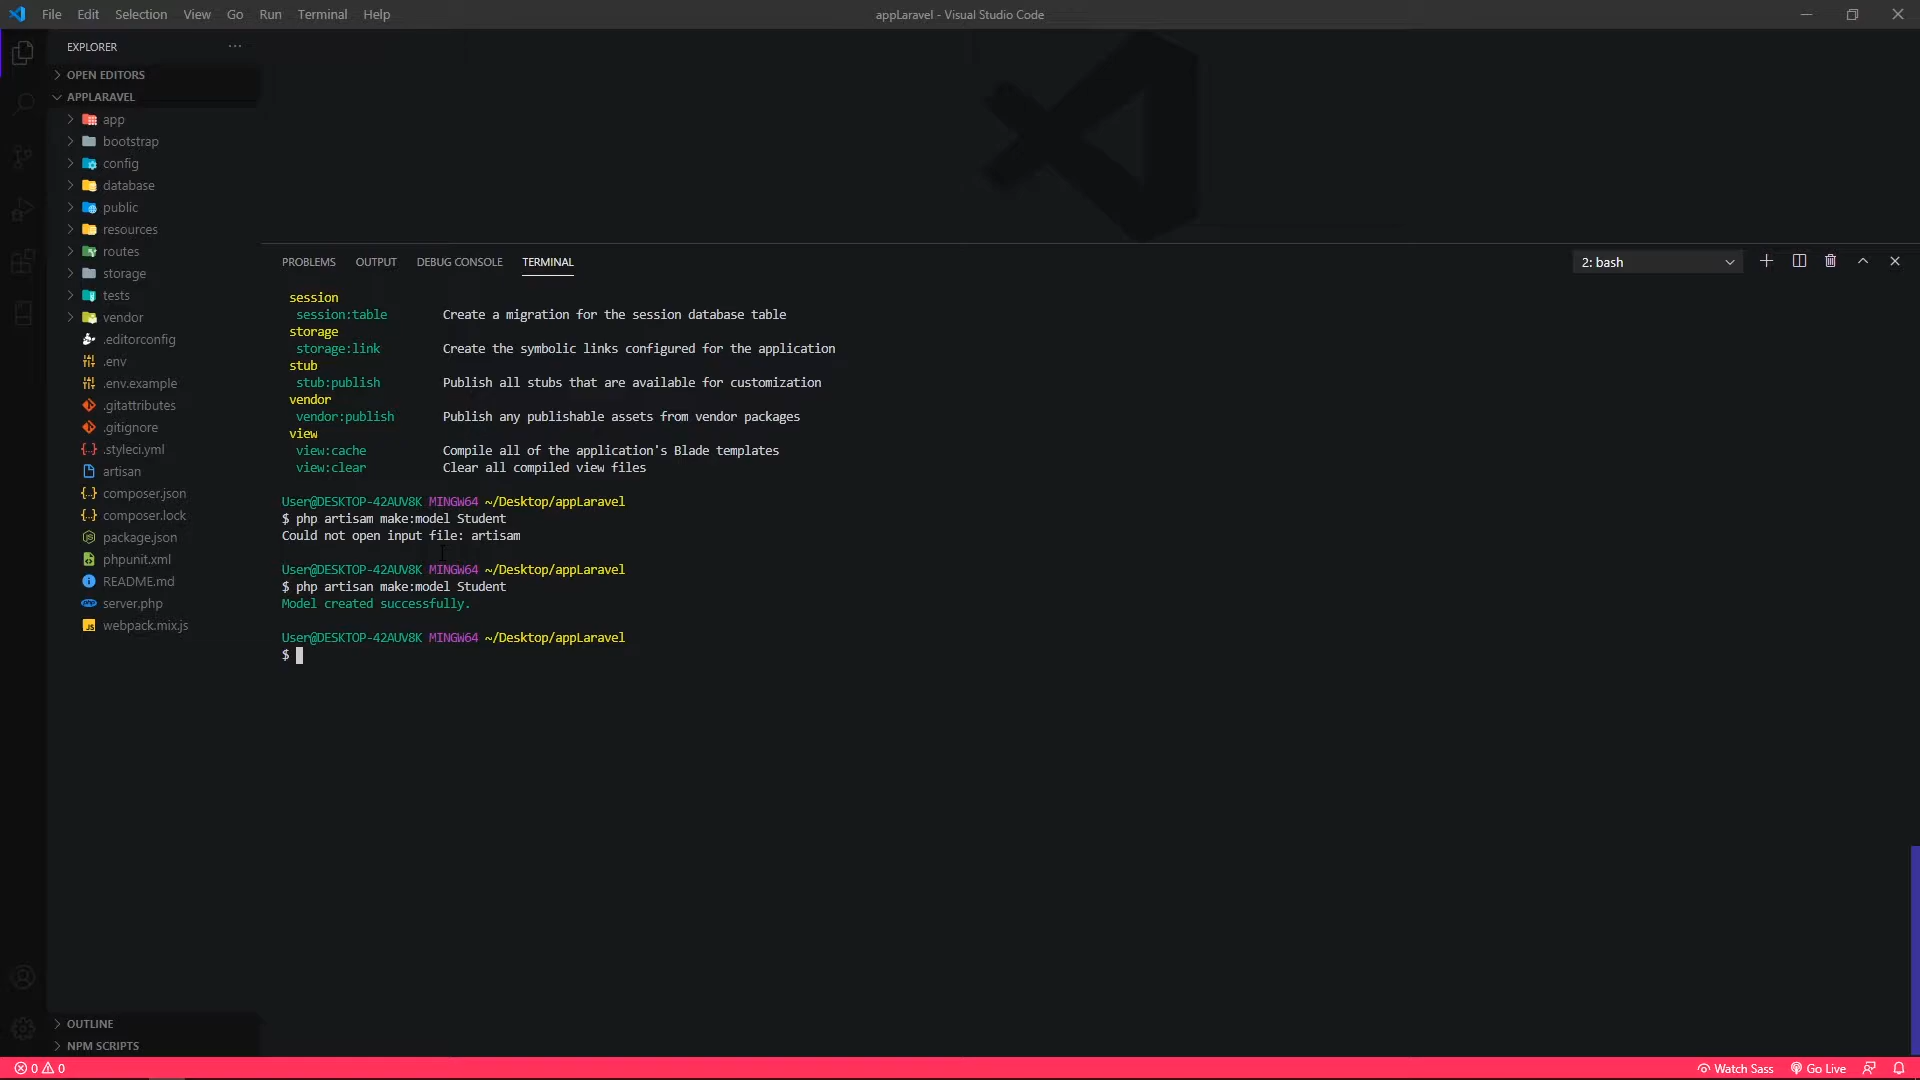 File Edit Selection View Go Run Terminal Help
appLaravel - Visual Studio Code
EXPLORER
OPEN EDITORS
APPLARAVEL
app
bootstrap
config
database
public
resources
routes
storage
tests
vendor
.editorconfig
.env
.env.example
.gitattributes
.gitignore
.styleci.yml
artisan
composer.json
composer.lock
package.json
phpunit.xml
README.md
server.php
webpack.mix.js
OUTLINE
NPM SCRIPTS
PROBLEMS OUTPUT DEBUG CONSOLE TERMINAL
2: bash
session
session:table Create a migration for the session database table
storage
storage:link Create the symbolic links configured for the application
stub
stub:publish Publish all stubs that are available for customization
vendor
vendor:publish Publish any publishable assets from vendor packages
view
view:cache Compile all of the application's Blade templates
view:clear Clear all compiled view files
User@DESKTOP-42AUV8K MINGW64 ~/Desktop/appLaravel
$ php artisam make:model Student
Could not open input file: artisam
User@DESKTOP-42AUV8K MINGW64 ~/Desktop/appLaravel
$ php artisan make:model Student
Model created successfully.
User@DESKTOP-42AUV8K MINGW64 ~/Desktop/appLaravel
$
0 0
Watch Sass Go Live